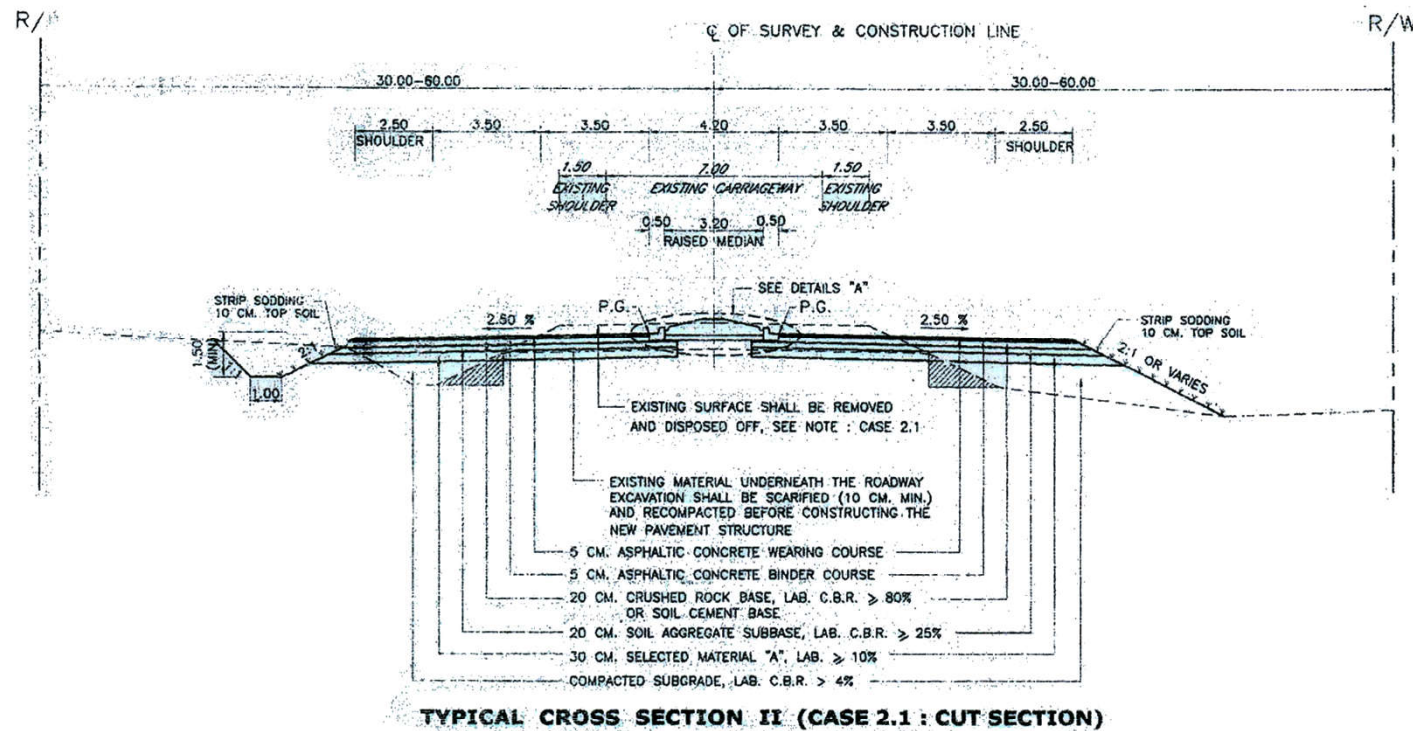 R/
R/W
℄ OF SURVEY & CONSTRUCTION LINE
30.00-60.00
30.00-60.00
2.50
3.50
3.50
4.20
3.50
3.50
2.50
SHOULDER
SHOULDER
1.50
7.00
1.50
EXISTING
SHOULDER
EXISTING CARRIAGEWAY
EXISTING
SHOULDER
0.50
3.20
0.50
RAISED MEDIAN
SEE DETAILS "A"
STRIP SODDING
10 CM. TOP SOIL
2.50 %
P.G.
P.G.
2.50 %
STRIP SODDING
10 CM. TOP SOIL
1.50
(MIN)
2:1
1.00
2:1 OR VARIES
EXISTING SURFACE SHALL BE REMOVED
AND DISPOSED OFF, SEE NOTE : CASE 2.1
EXISTING MATERIAL UNDERNEATH THE ROADWAY
EXCAVATION SHALL BE SCARIFIED (10 CM. MIN.)
AND RECOMPACTED BEFORE CONSTRUCTING THE
NEW PAVEMENT STRUCTURE
5 CM. ASPHALTIC CONCRETE WEARING COURSE
5 CM. ASPHALTIC CONCRETE BINDER COURSE
20 CM. CRUSHED ROCK BASE, LAB. C.B.R. ⩾ 80%
OR SOIL CEMENT BASE
20 CM. SOIL AGGREGATE SUBBASE, LAB. C.B.R. ⩾ 25%
30 CM. SELECTED MATERIAL "A", LAB. ⩾ 10%
COMPACTED SUBGRADE, LAB. C.B.R. > 4%
TYPICAL CROSS SECTION II (CASE 2.1 : CUT SECTION)